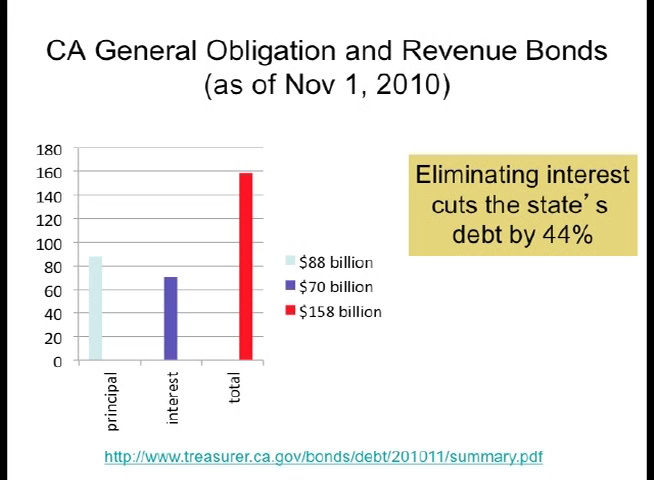 CA General Obligation and Revenue Bonds
(as of Nov 1, 2010)
180
160
140
120
100
80
60
40
20
0
principal
interest
total
$88 billion
$70 billion
$158 billion
Eliminating interest
cuts the state’s
debt by 44%
http://www.treasurer.ca.gov/bonds/debt/201011/summary.pdf